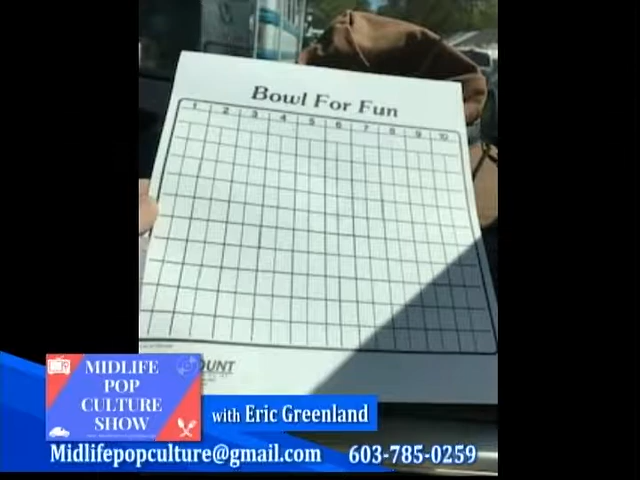 Bowl For Fun
1 2 3 4 5 6 7 8 9 10
OUNT
MIDLIFE
POP
CULTURE
SHOW
with Eric Greenland
Midlifepopculture@gmail.com 603-785-0259